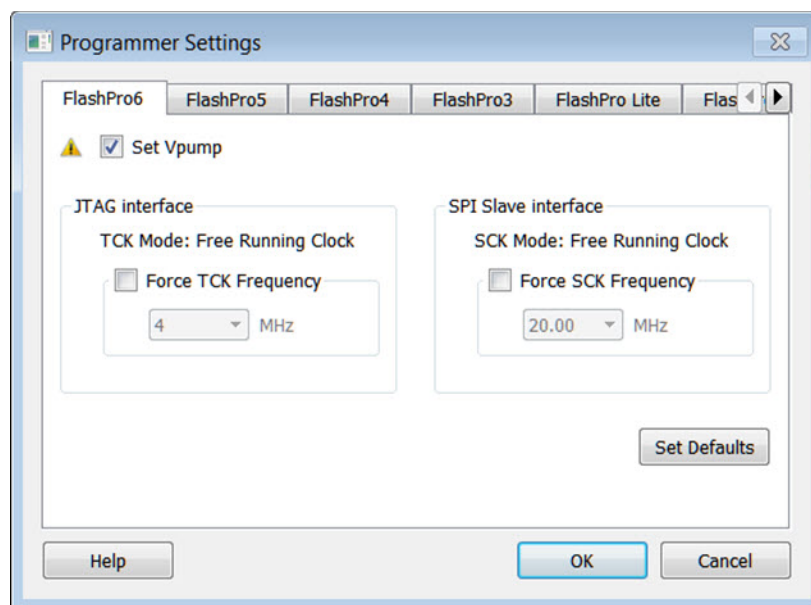 Programmer Settings
FlashPro6 FlashPro5 FlashPro4 FlashPro3 FlashPro Lite
Set Vpump
JTAG interface
TCK Mode: Free Running Clock
Force TCK Frequency
4 MHz
SPI Slave interface
SCK Mode: Free Running Clock
Force SCK Frequency
20.00 MHz
Set Defaults
Help OK Cancel